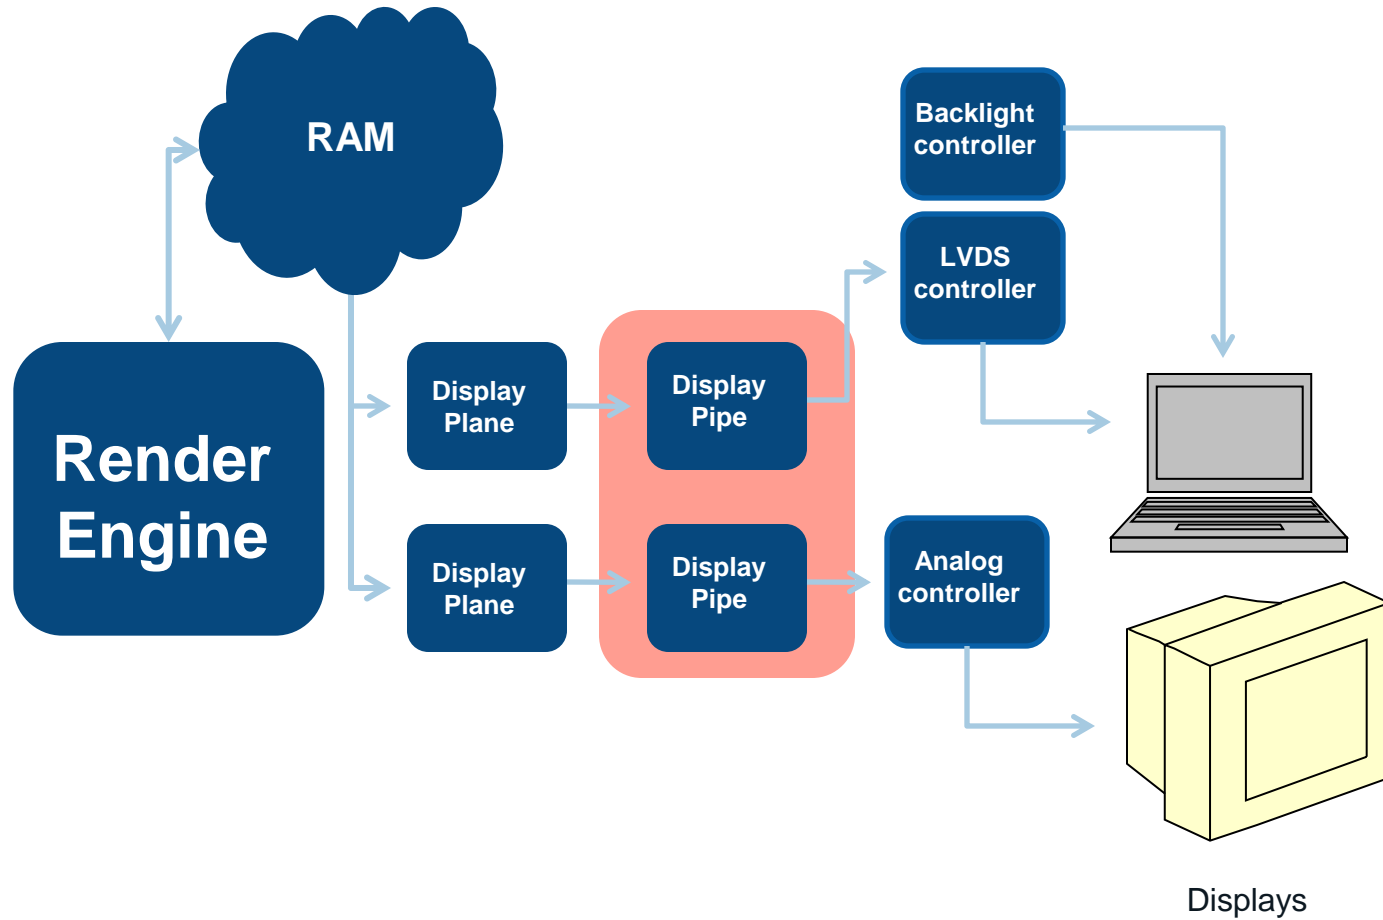 RAM
Backlight
controller
LVDS
controller
Render
Engine
Display
Plane
Display
Pipe
Display
Plane
Display
Pipe
Analog
controller
Displays